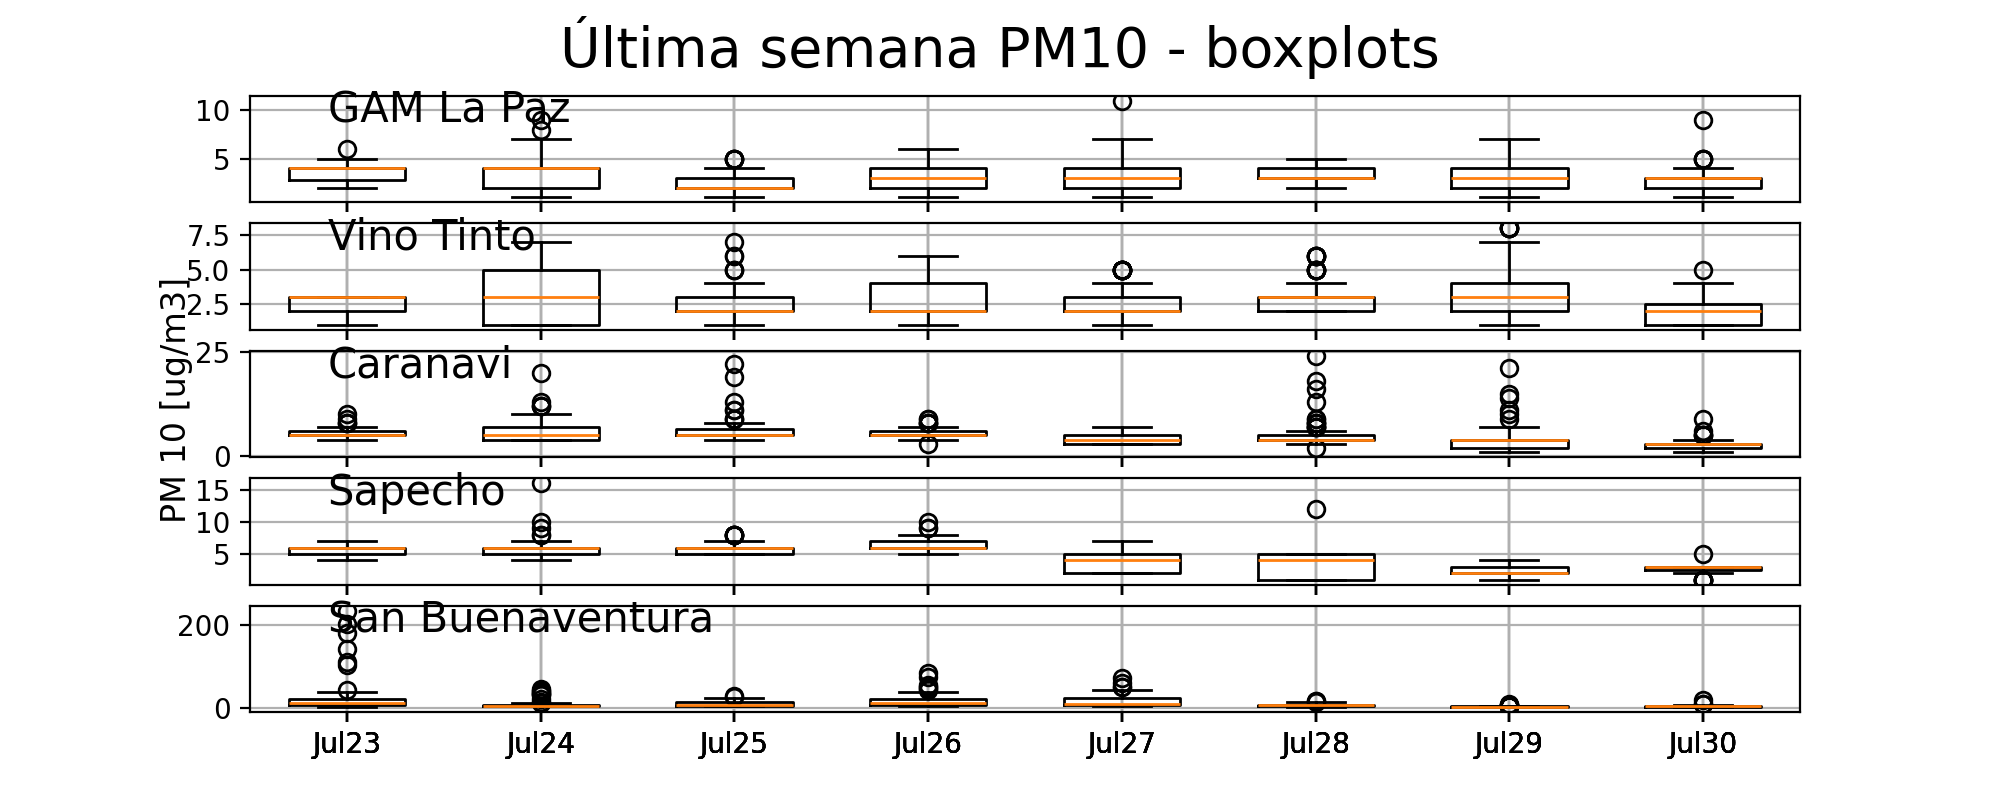 Última semana PM10 - boxplots
GAM La Paz
10
5
Vino Tinto
7.5
5.0
2.5
PM 10 [ug/m3]
Caranavi
25
0
Sapecho
15
10
5
San Buenaventura
200
0
Jul23 Jul24 Jul25 Jul26 Jul27 Jul28 Jul29 Jul30